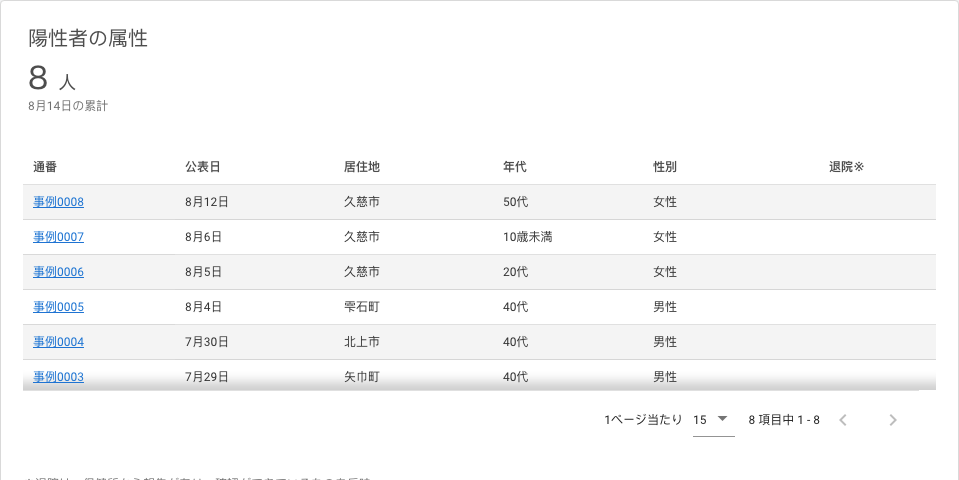 陽性者の属性
8 人
8月14日の累計
通番 公表日 居住地 年代 性別 退院※
事例0008 8月12日 久慈市 50代 女性
事例0007 8月6日 久慈市 10歳未満 女性
事例0006 8月5日 久慈市 20代 女性
事例0005 8月4日 雫石町 40代 男性
事例0004 7月30日 北上市 40代 男性
事例0003 7月29日 矢巾町 40代 男性
1ページ当たり 15 8 項目中 1 - 8